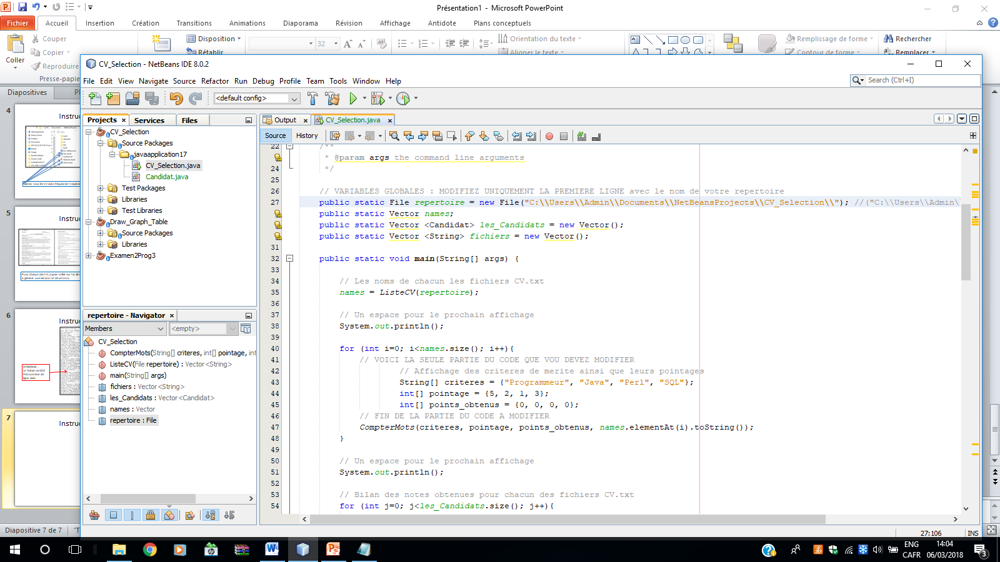 Présentation1 - Microsoft PowerPoint
Fichier Accueil Insertion Création Transitions Animations Diaporama Révision Affichage Antidote Plans conceptuels
Couper
Copier
Reproduire
Coller
Presse-papie
Disposition
Rétablir
32
Orientation du texte
Aligner le texte
Remplissage de forme
Contour de forme
Rechercher
Remplacer
Diapositives
4
Instruc
5
Instruc
6
Instruc
7
Instruc
Diapositive 7 de 7
CV_Selection - NetBeans IDE 8.0.2
File Edit View Navigate Source Refactor Run Debug Profile Team Tools Window Help
Search (Ctrl+I)
<default config>
Projects Services Files
CV_Selection
Source Packages
javaapplication17
CV_Selection.java
Candidat.java
Test Packages
Libraries
Test Libraries
Draw_Graph_Table
Source Packages
Libraries
Examen2Prog3
repertoire - Navigator
Members <empty>
CV_Selection
CompterMots(String[] criteres, int[] pointage, int
ListeCV(File repertoire) : Vector<String>
main(String[] args)
fichiers : Vector<String>
les_Candidats : Vector<Candidat>
names : Vector
repertoire : File
Output CV_Selection.java
Source History
22 /**
* @param args the command line arguments
24 */
25
26 // VARIABLES GLOBALES : MODIFIEZ UNIQUEMENT LA PREMIERE LIGNE avec le nom de votre repertoire
27 public static File repertoire = new File("C:\\Users\\Admin\\Documents\\NetBeansProjects\\CV_Selection\\"); //("C:\\Users\\Admin\
public static Vector names;
public static Vector <Candidat> les_Candidats = new Vector();
public static Vector <String> fichiers = new Vector();
31
32 public static void main(String[] args) {
33
34 // Les noms de chacun les fichiers CV.txt
35 names = ListeCV(repertoire);
36
37 // Un espace pour le prochain affichage
38 System.out.println();
39
40 for (int i=0; i<names.size(); i++){
41 // VOICI LA SEULE PARTIE DU CODE QUE VOU DEVEZ MODIFIER
42 // Affichage des criteres de merite ainsi que leurs pointages
43 String[] criteres = {"Programmeur", "Java", "Perl", "SQL"};
44 int[] pointage = {5, 2, 1, 3};
45 int[] points_obtenus = {0, 0, 0, 0};
46 // FIN DE LA PARTIE DU CODE A MODIFIER
47 CompterMots(criteres, pointage, points_obtenus, names.elementAt(i).toString());
48 }
49
50 // Un espace pour le prochain affichage
51 System.out.println();
52
53 // Bilan des notes obtenues pour chacun des fichiers CV.txt
54 for (int j=0; j<les_Candidats.size(); j++){
27:106 INS
ENG
CAFR
14:04
06/03/2018
3